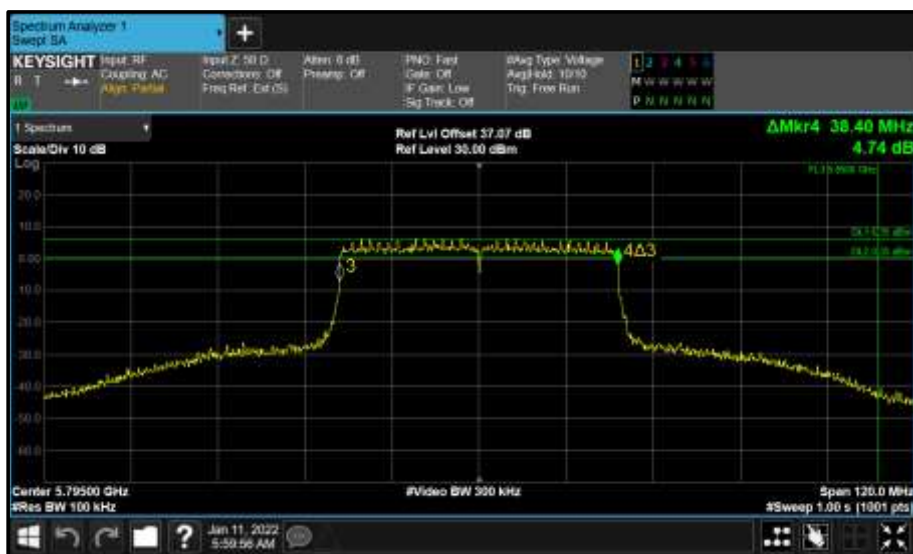 Spectrum Analyzer 1
Swept SA
+
KEYSIGHT
R T
Input: RF
Coupling: AC
Align: Partial
Input Z: 50 Ω
Corrections: Off
Freq Ref: Ext (S)
Atten: 0 dB
Preamp: Off
PNO: Fast
Gate: Off
IF Gain: Low
Sig Track: Off
#Avg Type: Voltage
Avg|Hold: 10/10
Trig: Free Run
1 2 3 4 5 6
M W W W W W
P N N N N N
1 Spectrum
Scale/Div 10 dB
Ref Lvl Offset 37.07 dB
Ref Level 30.00 dBm
ΔMkr4 38.40 MHz
4.74 dB
Log
20.0
10.0
0.00
-10.0
-20.0
-30.0
-40.0
-50.0
-60.0
3
4Δ3
Center 5.79500 GHz
#Res BW 100 kHz
#Video BW 300 kHz
Span 120.0 MHz
#Sweep 1.00 s (1001 pts)
?
Jan 11, 2022
5:59:56 AM